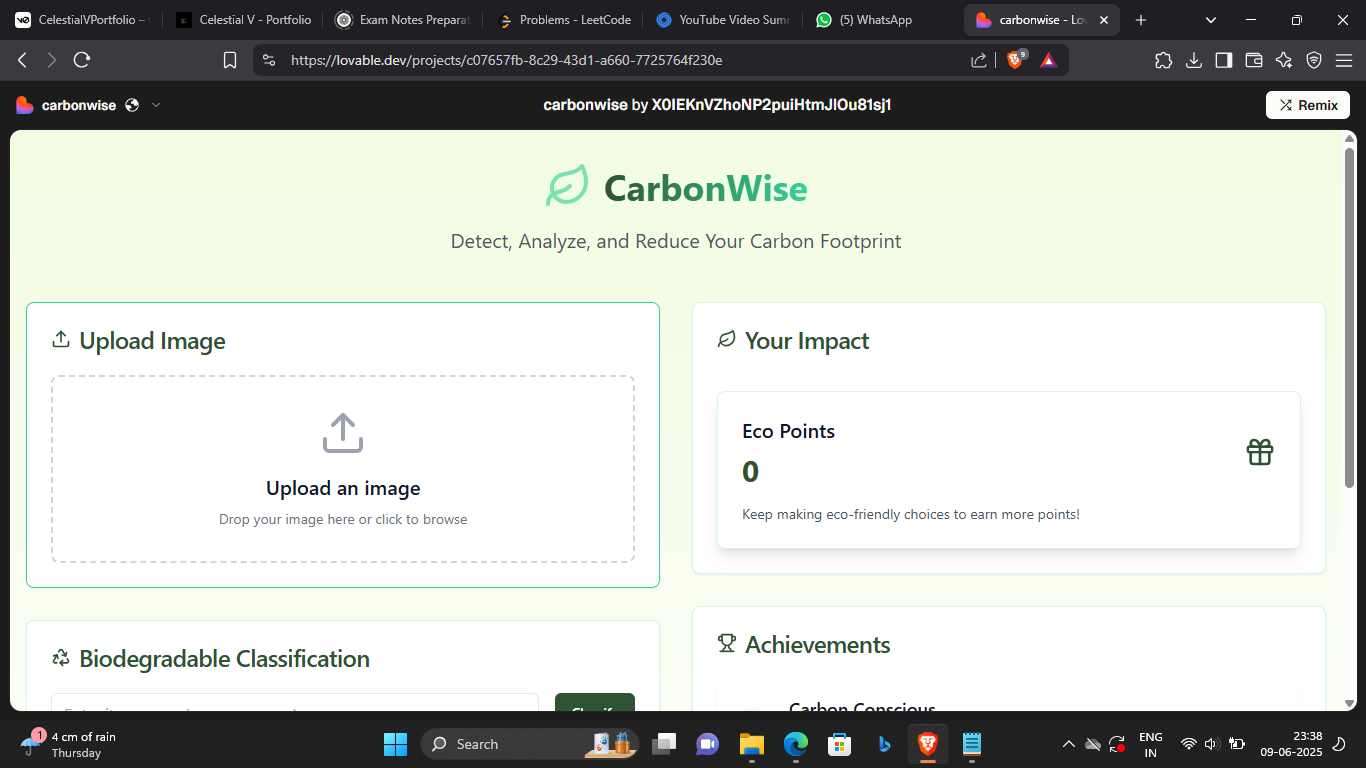 CelestialVPortfolio –
Celestial V - Portfolio
Exam Notes Preparat
Problems - LeetCode
YouTube Video Sum
(5) WhatsApp
carbonwise - Lo
https://lovable.dev/projects/c07657fb-8c29-43d1-a660-7725764f230e
9
carbonwise
carbonwise by X0IEKnVZhoNP2puiHtmJlOu81sj1
Remix
CarbonWise
Detect, Analyze, and Reduce Your Carbon Footprint
Upload Image
Upload an image
Drop your image here or click to browse
Your Impact
Eco Points
0
Keep making eco-friendly choices to earn more points!
Biodegradable Classification
Achievements
Carbon Conscious
1
4 cm of rain
Thursday
Search
ENG
IN
23:38
09-06-2025